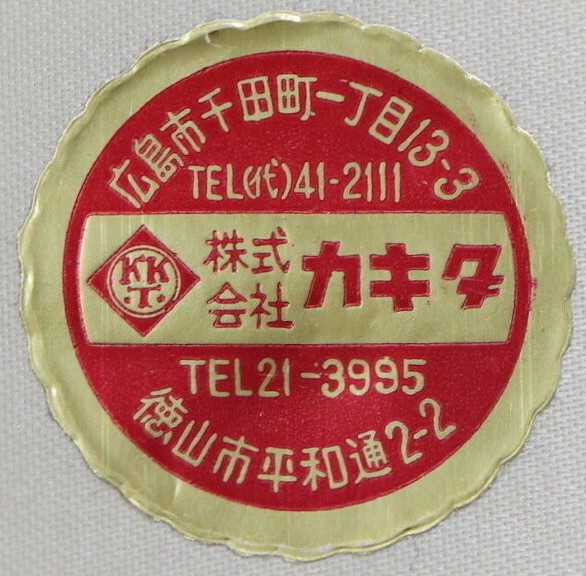 広島市千田町一丁目13-3
TEL(代)41-2111
KK
T.
株式
会社
カキタ
TEL21-3995
徳山市平和通2-2